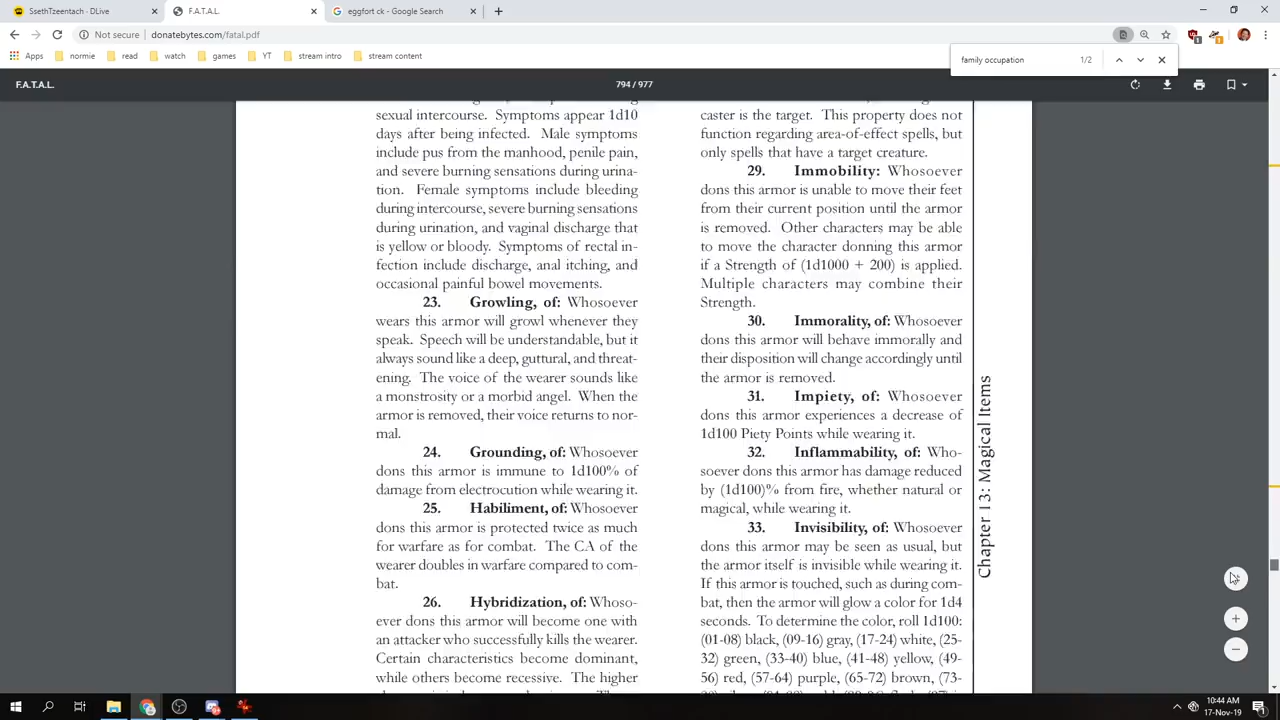 SsethTzeentach - DLive
F.A.T.A.L.
eggfort ck - Google Search
Not secure
donatebytes.com/fatal.pdf
Apps
normie
read
watch
games
YT
stream intro
stream content
family occupation
1/2
F.A.T.A.L.
794 / 977
sexual intercourse. Symptoms appear 1d10
days after being infected. Male symptoms
include pus from the manhood, penile pain,
and severe burning sensations during urina-
tion. Female symptoms include bleeding
during intercourse, severe burning sensations
during urination, and vaginal discharge that
is yellow or bloody. Symptoms of rectal in-
fection include discharge, anal itching, and
occasional painful bowel movements.
23. Growling, of: Whosoever
wears this armor will growl whenever they
speak. Speech will be understandable, but it
always sound like a deep, guttural, and threat-
ening. The voice of the wearer sounds like
a monstrosity or a morbid angel. When the
armor is removed, their voice returns to nor-
mal.
24. Grounding, of: Whosoever
dons this armor is immune to 1d100% of
damage from electrocution while wearing it.
25. Habiliment, of: Whosoever
dons this armor is protected twice as much
for warfare as for combat. The CA of the
wearer doubles in warfare compared to com-
bat.
26. Hybridization, of: Whoso-
ever dons this armor will become one with
an attacker who successfully kills the wearer.
Certain characteristics become dominant,
while others become recessive. The higher
caster is the target. This property does not
function regarding area-of-effect spells, but
only spells that have a target creature.
29. Immobility: Whosoever
dons this armor is unable to move their feet
from their current position until the armor
is removed. Other characters may be able
to move the character donning this armor
if a Strength of (1d1000 + 200) is applied.
Multiple characters may combine their
Strength.
30. Immorality, of: Whosoever
dons this armor will behave immorally and
their disposition will change accordingly until
the armor is removed.
31. Impiety, of: Whosoever
dons this armor experiences a decrease of
1d100 Piety Points while wearing it.
32. Inflammability, of: Who-
soever dons this armor has damage reduced
by (1d100)% from fire, whether natural or
magical, while wearing it.
33. Invisibility, of: Whosoever
dons this armor may be seen as usual, but
the armor itself is invisible while wearing it.
If this armor is touched, such as during com-
bat, then the armor will glow a color for 1d4
seconds. To determine the color, roll 1d100:
(01-08) black, (09-16) gray, (17-24) white, (25-
32) green, (33-40) blue, (41-48) yellow, (49-
56) red, (57-64) purple, (65-72) brown, (73-
Chapter 13: Magical Items
10:44 AM
17-Nov-19